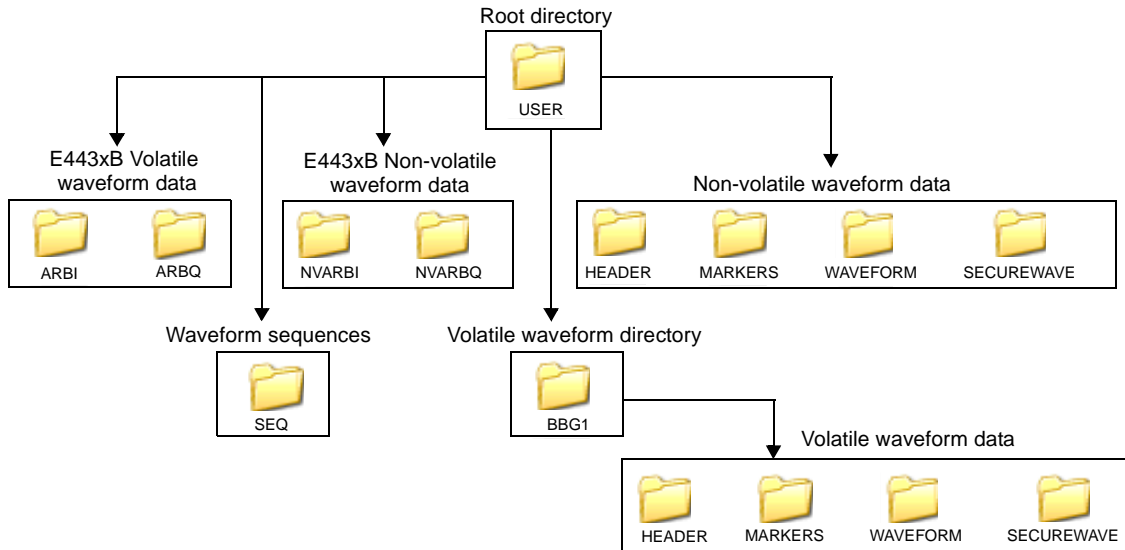 Root directory
USER
E443xB Volatile
waveform data
ARBI
ARBQ
E443xB Non-volatile
waveform data
NVARBI
NVARBQ
Non-volatile waveform data
HEADER
MARKERS
WAVEFORM
SECUREWAVE
Waveform sequences
SEQ
Volatile waveform directory
BBG1
Volatile waveform data
HEADER
MARKERS
WAVEFORM
SECUREWAVE